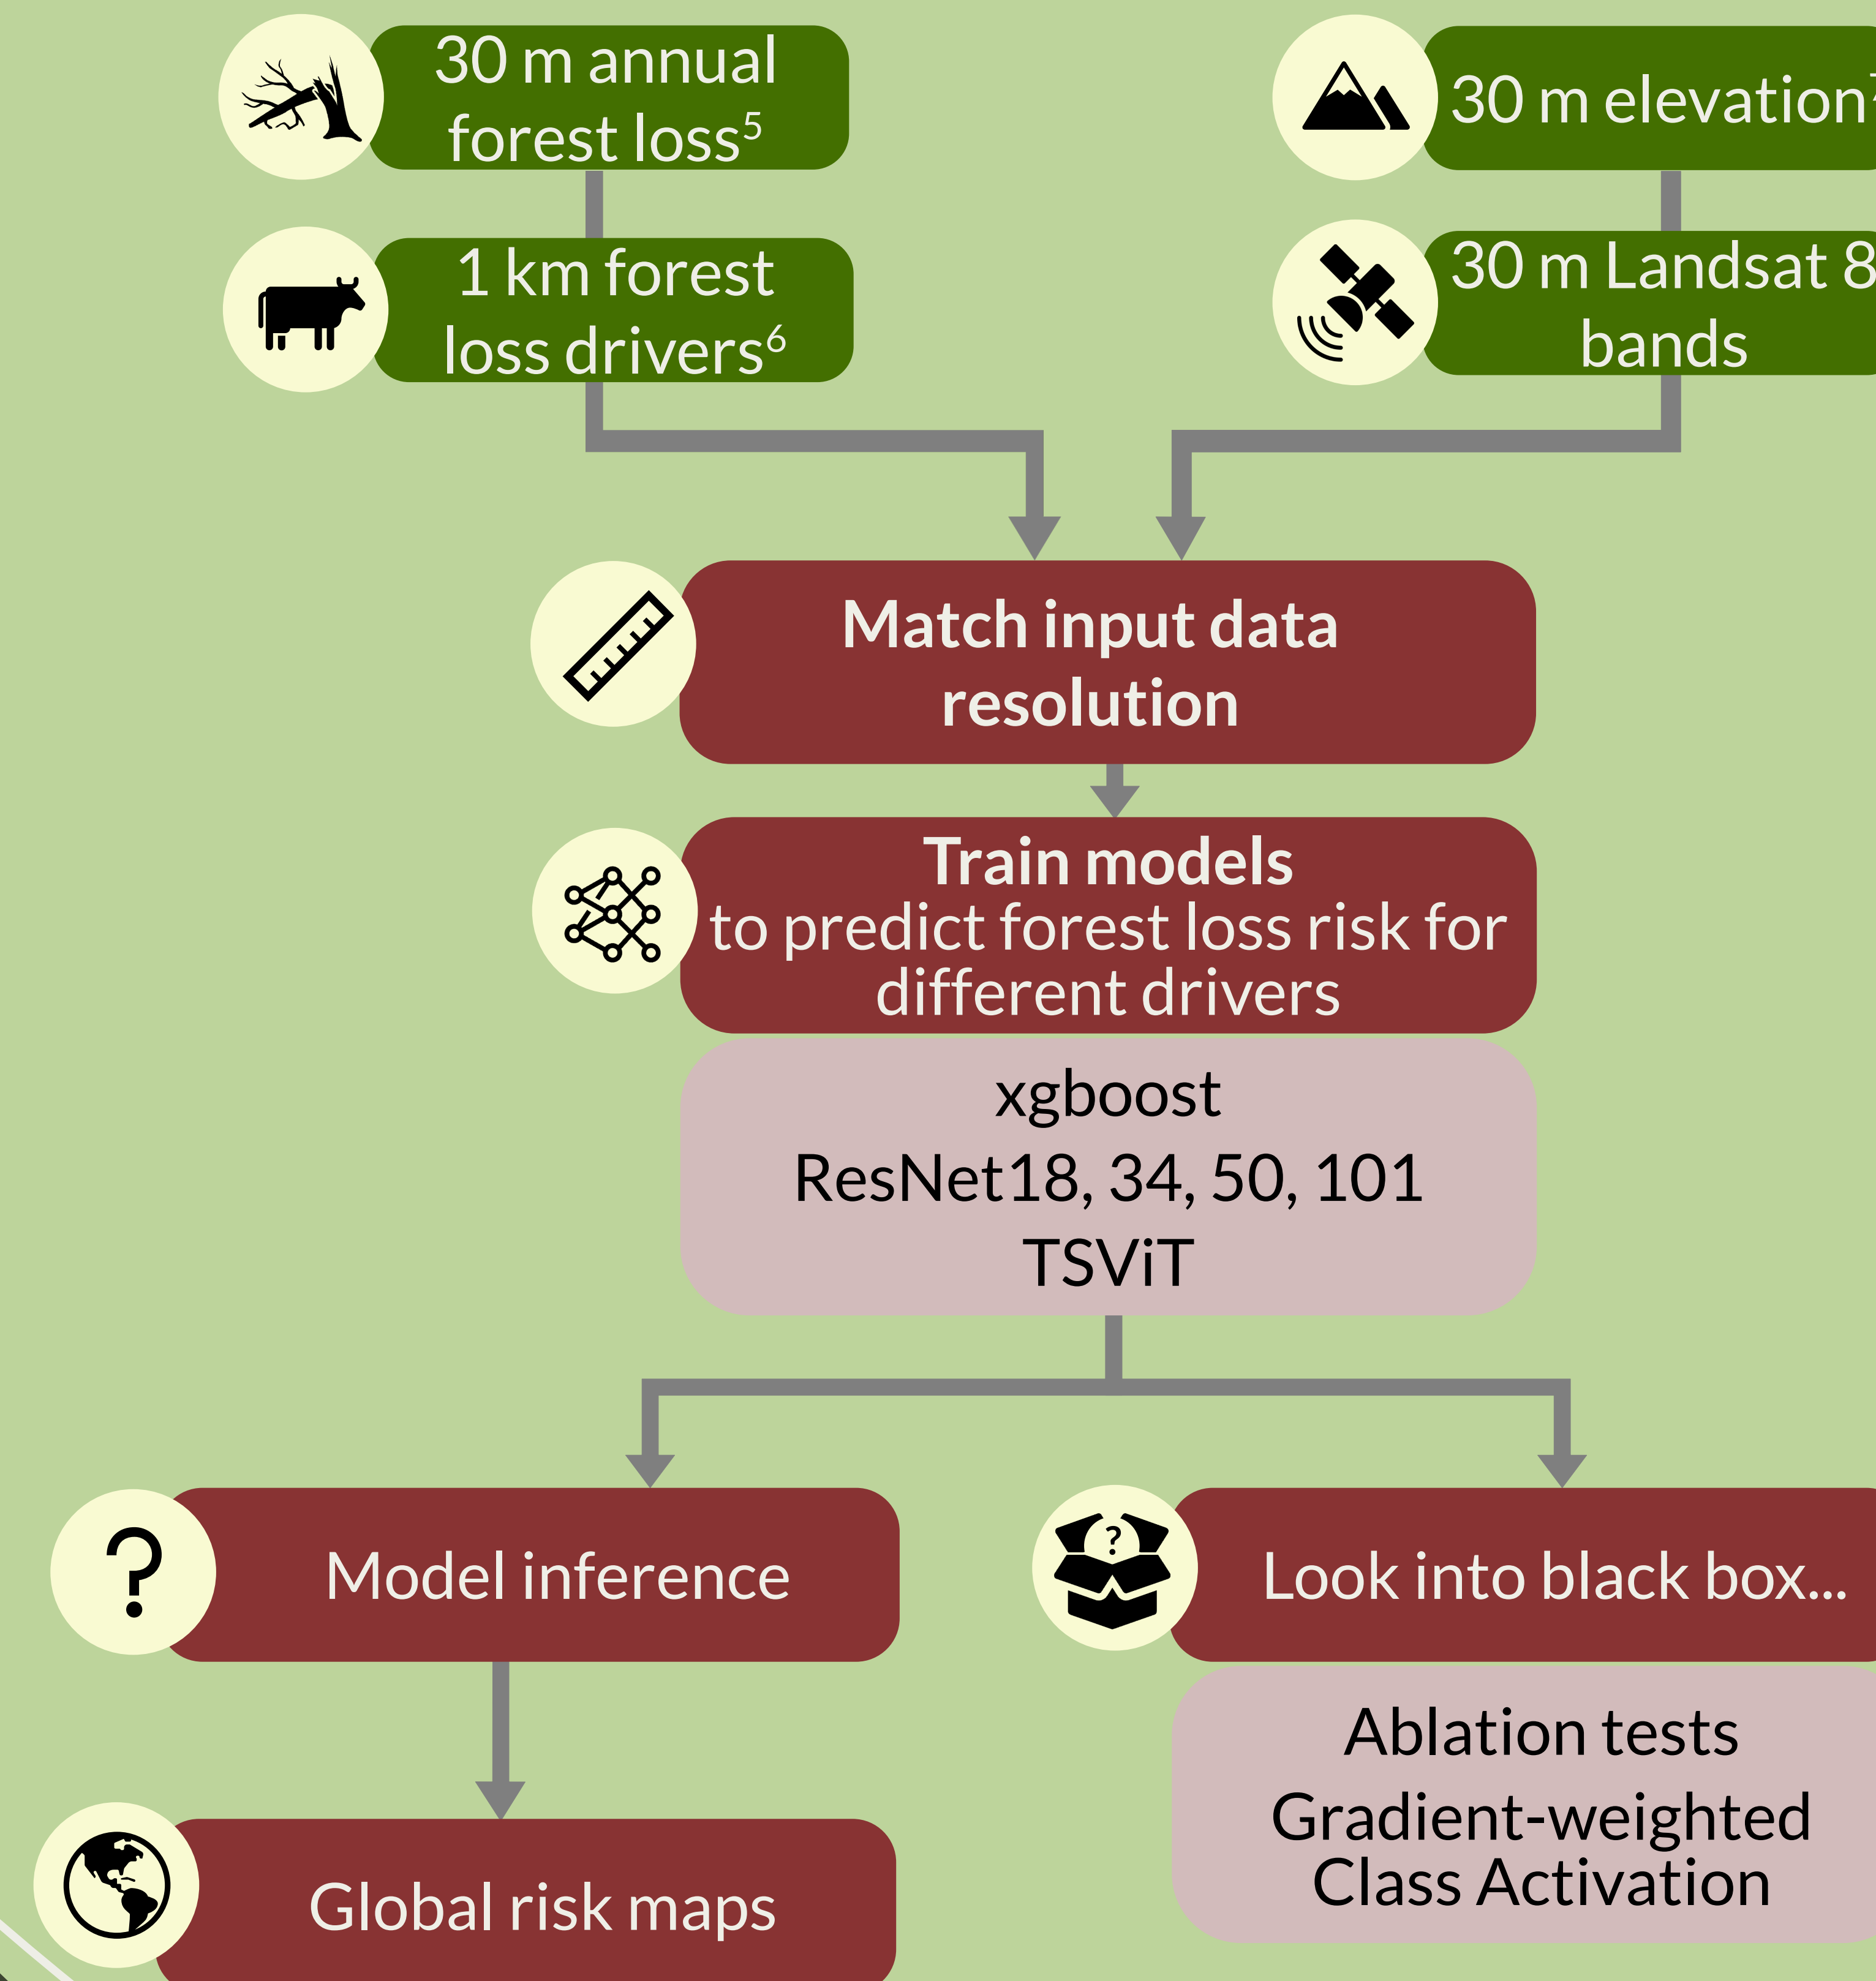 30 m annual
forest loss⁵
30 m elevation
1 km forest
loss drivers⁶
30 m Landsat 8
bands
Match input data
resolution
Train models
to predict forest loss risk for
different drivers
xgboost
ResNet18, 34, 50, 101
TSViT
Model inference
Look into black box...
?
Ablation tests
Gradient-weighted
Class Activation
Global risk maps